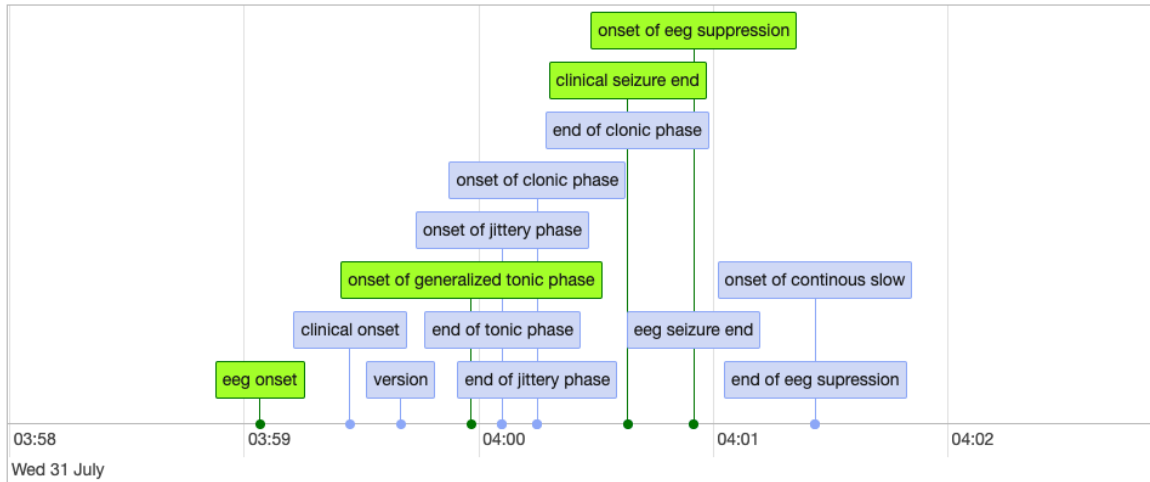 onset of eeg suppression
clinical seizure end
end of clonic phase
onset of clonic phase
onset of jittery phase
onset of generalized tonic phase
onset of continous slow
clinical onset
end of tonic phase
eeg seizure end
eeg onset
version
end of jittery phase
end of eeg supression
03:58
03:59
04:00
04:01
04:02
Wed 31 July